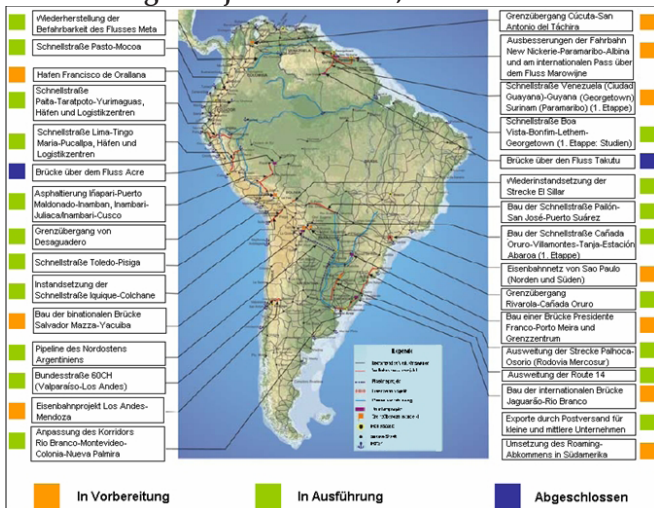 Wiederherstellung der
Befahrbarkeit des Flusses Meta
Schnellstraße Pasto-Mocoa
Hafen Francisco de Orallana
Schnellstraße
Paita-Taratpoto-Yurimaguas,
Häfen und Logistikzentren
Schnellstraße Lima-Tingo
Maria-Pucallpa, Häfen und
Logistikzentren
Brücke über dem Fluss Acre
Asphaltierung Iñapari-Puerto
Maldonado-Inamban, Inambari-
Juliaca/Inambari-Cusco
Grenzübergang von
Desaguadero
Schnellstraße Toledo-Pisiga
Instandsetzung der
Schnellstraße Iquique-Colchane
Bau der binationalen Brücke
Salvador Mazza-Yacuiba
Pipeline des Nordostens
Argentiniens
Bundesstraße 60CH
(Valparaíso-Los Andes)
Eisenbahnprojekt Los Andes-
Mendoza
Anpassung des Korridors
Rio Branco-Montevideo-
Colonia-Nueva Palmira
Grenzübergang Cúcuta-San
Antonio del Táchira
Ausbesserungen der Fahrbahn
New Nickerie-Paramaribo-Albina
und am internationalen Pass über
dem Fluss Marowijne
Schnellstraße Venezuela (Ciudad
Guayana)-Guyana (Georgetown)
Surinam (Paramaribo) (1. Etappe)
Schnellstraße Boa
Vista-Bonfim-Lethem-
Georgetown (1. Etappe: Studien)
Brücke über den Fluss Takutu
Wiederinstandsetzung der
Strecke El Sillar
Bau der Schnellstraße Pailón-
San José-Puerto Suárez
Bau der Schnellstraße Cañada
Oruro-Villamontes-Tanja-Estación
Abaroa (1. Etappe)
Eisenbahnnetz von Sao Paulo
(Norden und Süden)
Grenzübergang
Rivarola-Cañada Oruro
Bau einer Brücke Presidente
Franco-Porto Meira und
Grenzzentrum
Ausweitung der Strecke Palhoca-
Osorio (Rodovia Mercosur)
Ausweitung der Route 14
Bau der internationalen Brücke
Jaguarão-Rio Branco
Exporte durch Postversand für
kleine und mittlere Unternehmen
Umsetzung des Roaming-
Abkommens in Südamerika
In Vorbereitung
In Ausführung
Abgeschlossen